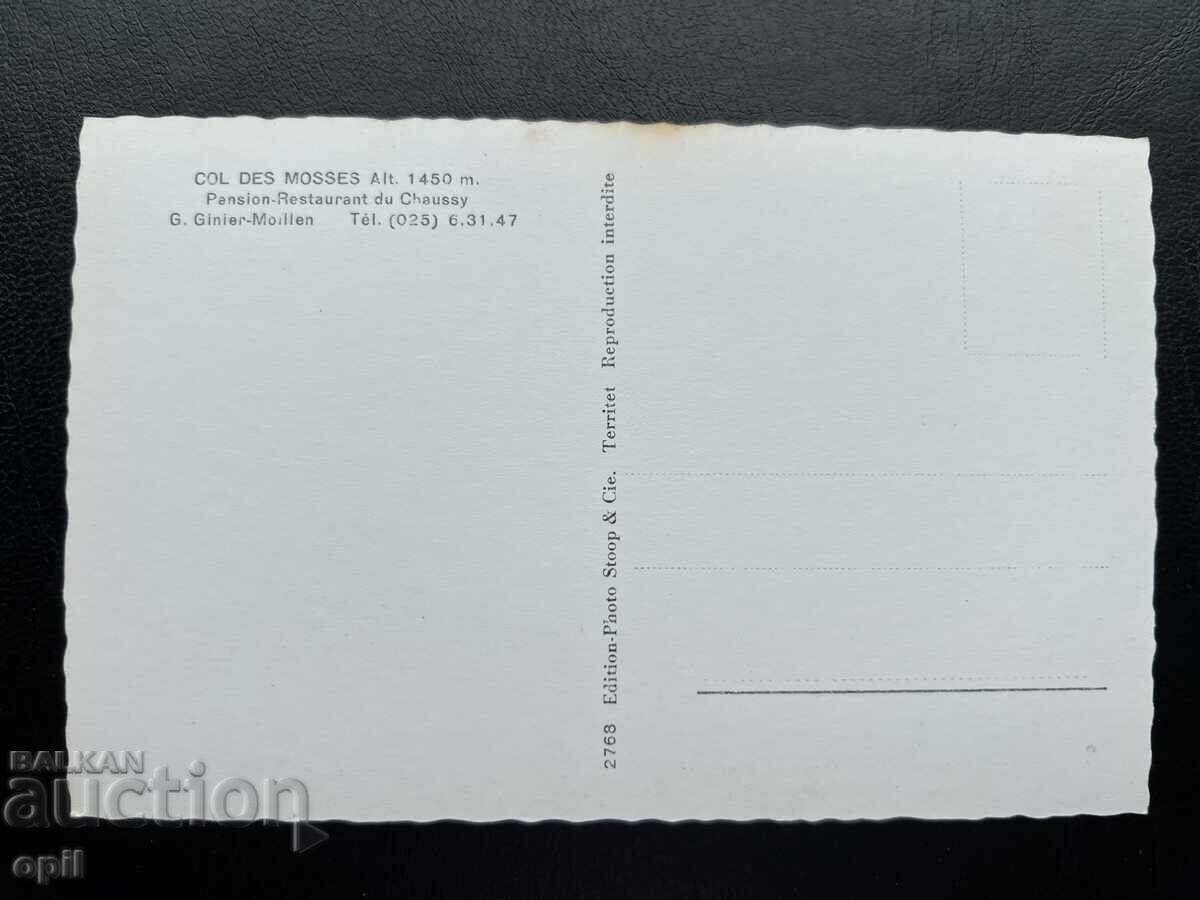 COL DES MOSSES Alt. 1450 m.
Pension-Restaurant du Chaussy
G. Ginier-Moillen Tél. (025) 6.31.47
2768 Edition-Photo Stoop & Cie. Territet Reproduction interdite
BALKAN
auction
opil